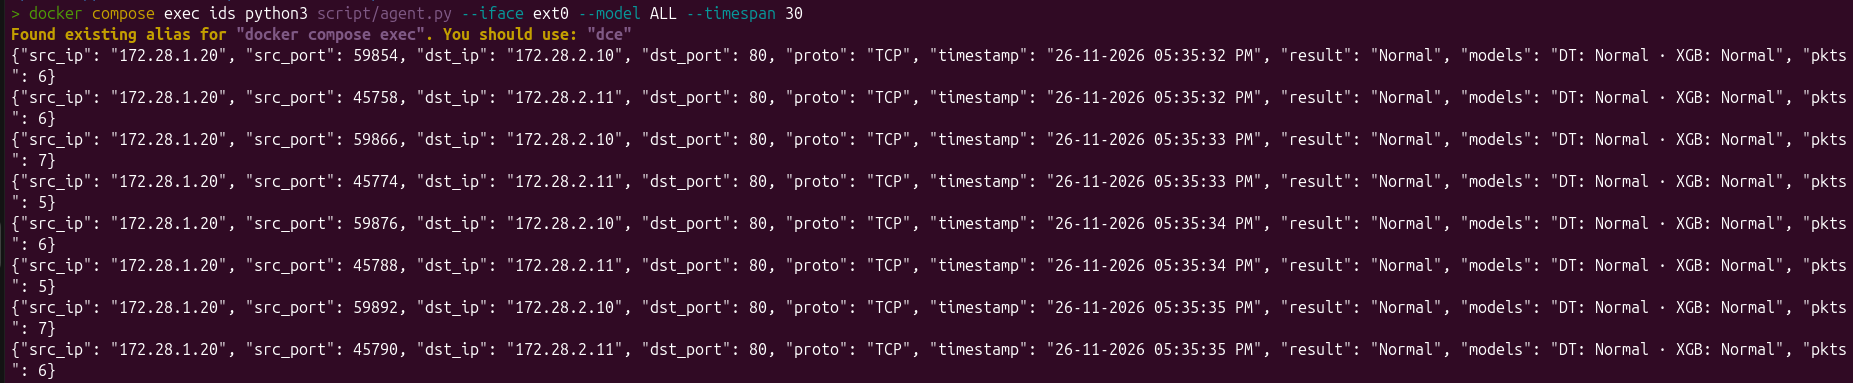 > docker compose exec ids python3 script/agent.py --iface ext0 --model ALL --timespan 30
Found existing alias for "docker compose exec". You should use: "dce"
{"src_ip": "172.28.1.20", "src_port": 59854, "dst_ip": "172.28.2.10", "dst_port": 80, "proto": "TCP", "timestamp": "26-11-2026 05:35:32 PM", "result": "Normal", "models": "DT: Normal · XGB: Normal", "pkts
": 6}
{"src_ip": "172.28.1.20", "src_port": 45758, "dst_ip": "172.28.2.11", "dst_port": 80, "proto": "TCP", "timestamp": "26-11-2026 05:35:32 PM", "result": "Normal", "models": "DT: Normal · XGB: Normal", "pkts
": 6}
{"src_ip": "172.28.1.20", "src_port": 59866, "dst_ip": "172.28.2.10", "dst_port": 80, "proto": "TCP", "timestamp": "26-11-2026 05:35:33 PM", "result": "Normal", "models": "DT: Normal · XGB: Normal", "pkts
": 7}
{"src_ip": "172.28.1.20", "src_port": 45774, "dst_ip": "172.28.2.11", "dst_port": 80, "proto": "TCP", "timestamp": "26-11-2026 05:35:33 PM", "result": "Normal", "models": "DT: Normal · XGB: Normal", "pkts
": 5}
{"src_ip": "172.28.1.20", "src_port": 59876, "dst_ip": "172.28.2.10", "dst_port": 80, "proto": "TCP", "timestamp": "26-11-2026 05:35:34 PM", "result": "Normal", "models": "DT: Normal · XGB: Normal", "pkts
": 6}
{"src_ip": "172.28.1.20", "src_port": 45788, "dst_ip": "172.28.2.11", "dst_port": 80, "proto": "TCP", "timestamp": "26-11-2026 05:35:34 PM", "result": "Normal", "models": "DT: Normal · XGB: Normal", "pkts
": 5}
{"src_ip": "172.28.1.20", "src_port": 59892, "dst_ip": "172.28.2.10", "dst_port": 80, "proto": "TCP", "timestamp": "26-11-2026 05:35:35 PM", "result": "Normal", "models": "DT: Normal · XGB: Normal", "pkts
": 7}
{"src_ip": "172.28.1.20", "src_port": 45790, "dst_ip": "172.28.2.11", "dst_port": 80, "proto": "TCP", "timestamp": "26-11-2026 05:35:35 PM", "result": "Normal", "models": "DT: Normal · XGB: Normal", "pkts
": 6}